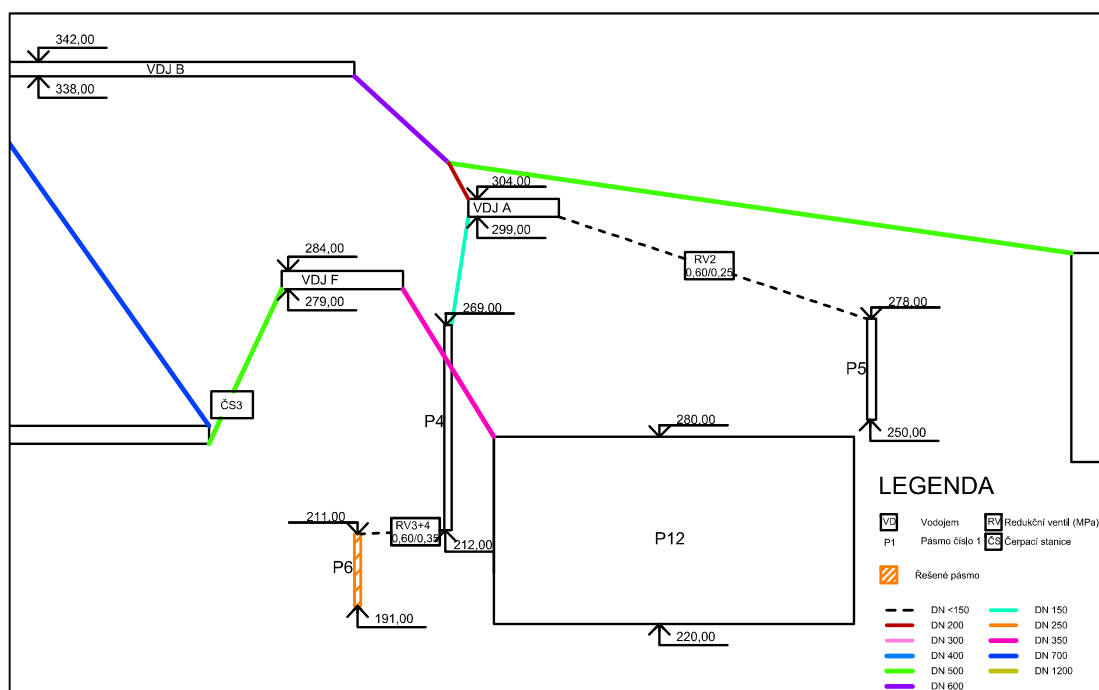 342,00
VDJ B
338,00
304,00
VDJ A
299,00
284,00
VDJ F
279,00
RV2
0,60/0,25
269,00
278,00
P5
ČS3
P4
280,00
250,00
211,00
RV3+4
0,60/0,35
212,00
P12
P6
191,00
220,00
LEGENDA
VD Vodojem RV Redukční ventil (MPa)
P1 Pásmo číslo 1 ČS Čerpací stanice
Řešené pásmo
DN <150 DN 150
DN 200 DN 250
DN 300 DN 350
DN 400 DN 700
DN 500 DN 1200
DN 600